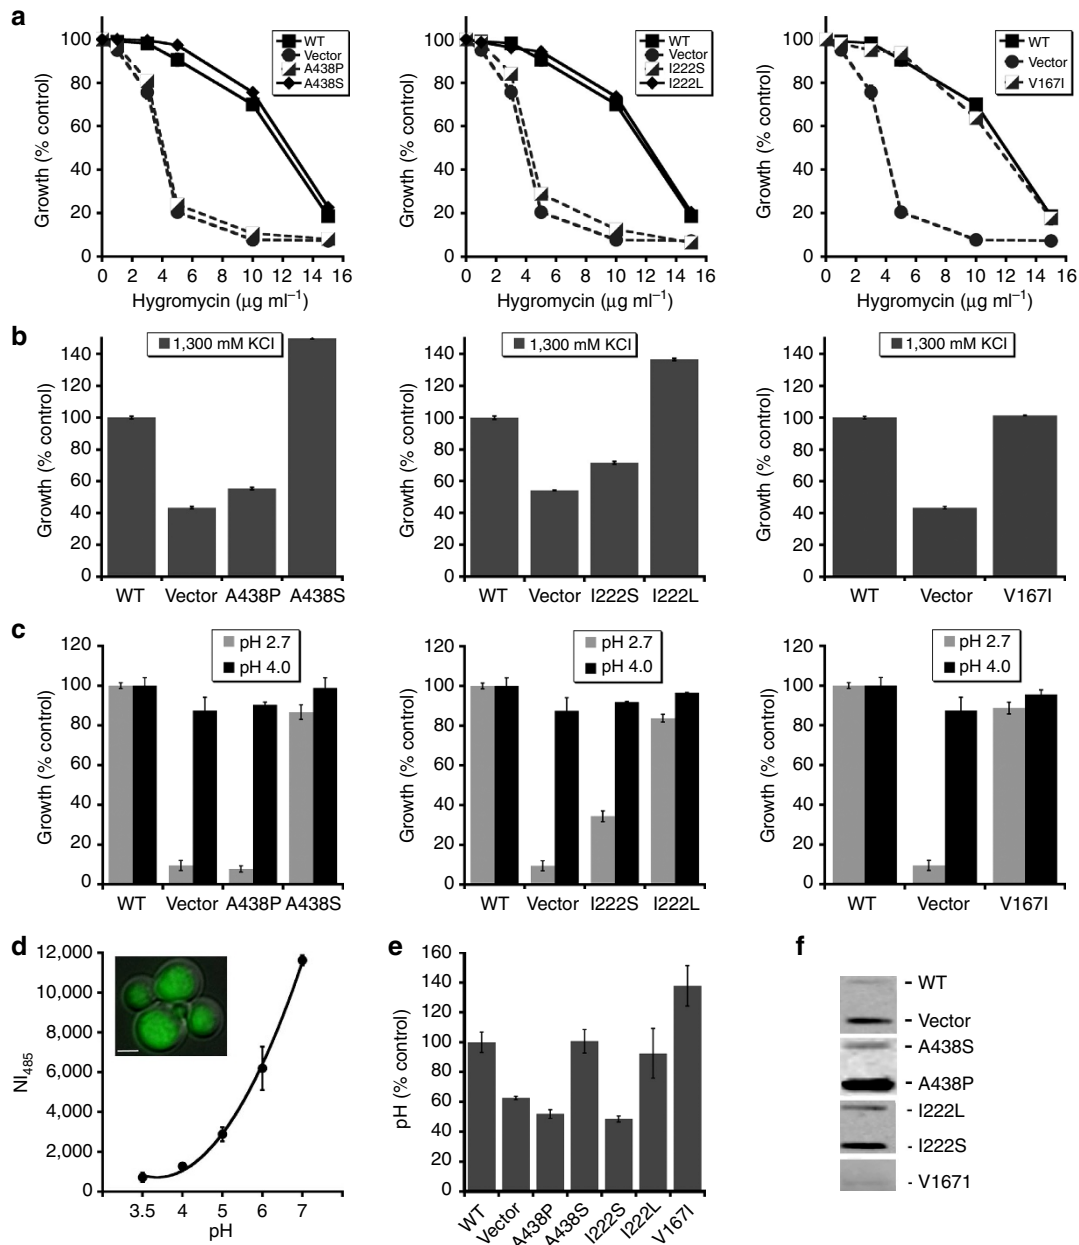 a
100
80
60
40
20
0
Growth (% control)
0 2 4 6 8 10 12 14 16
Hygromycin (μg ml⁻¹)
WT
Vector
A438P
A438S
100
80
60
40
20
0
Growth (% control)
0 2 4 6 8 10 12 14 16
Hygromycin (μg ml⁻¹)
WT
Vector
I222S
I222L
100
80
60
40
20
0
Growth (% control)
0 2 4 6 8 10 12 14 16
Hygromycin (μg ml⁻¹)
WT
Vector
V167I
b
140
120
100
80
60
40
20
0
Growth (% control)
1,300 mM KCl
WT Vector A438P A438S
140
120
100
80
60
40
20
0
Growth (% control)
1,300 mM KCl
WT Vector I222S I222L
140
120
100
80
60
40
20
0
Growth (% control)
1,300 mM KCl
WT Vector V167I
c
120
100
80
60
40
20
0
Growth (% control)
pH 2.7
pH 4.0
WT Vector A438P A438S
120
100
80
60
40
20
0
Growth (% control)
pH 2.7
pH 4.0
WT Vector I222S I222L
120
100
80
60
40
20
0
Growth (% control)
pH 2.7
pH 4.0
WT Vector V167I
d
12,000
10,000
8,000
6,000
4,000
2,000
0
NI₄₈₅
3.5 4 5 6 7
pH
e
160
140
120
100
80
60
40
20
0
pH (% control)
WT
Vector
A438P
A438S
I222S
I222L
V167I
f
- WT
- Vector
- A438S
- A438P
- I222L
- I222S
- V1671